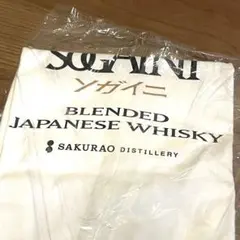 SOGAINI
ソガイニ
BLENDED
JAPANESE WHISKY
SAKURAO DISTILLERY